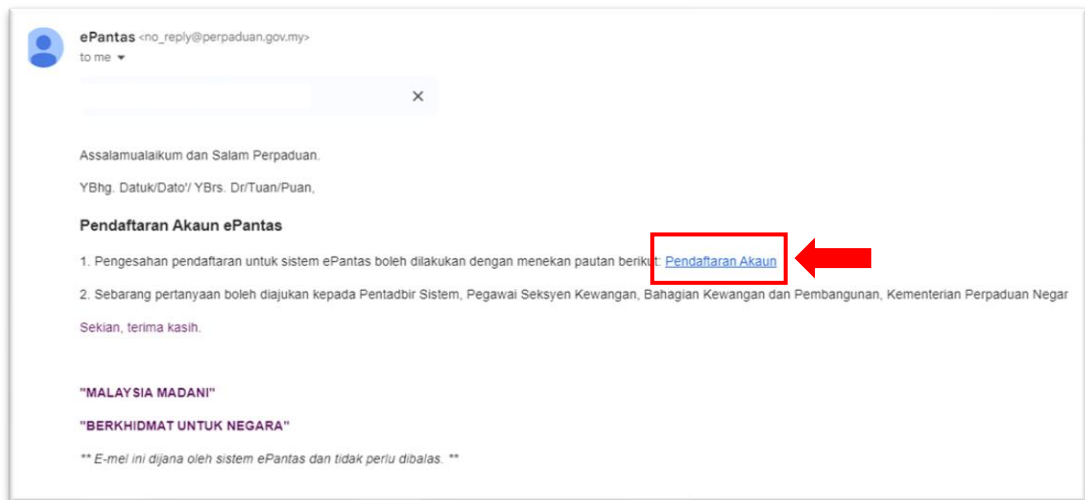 ePantas <no_reply@perpaduan.gov.my>
to me
Assalamualaikum dan Salam Perpaduan.
YBhg. Datuk/Dato'/ YBrs. Dr/Tuan/Puan,
Pendaftaran Akaun ePantas
1. Pengesahan pendaftaran untuk sistem ePantas boleh dilakukan dengan menekan pautan berikut: Pendaftaran Akaun
2. Sebarang pertanyaan boleh diajukan kepada Pentadbir Sistem, Pegawai Seksyen Kewangan, Bahagian Kewangan dan Pembangunan, Kementerian Perpaduan Negar
Sekian, terima kasih.
"MALAYSIA MADANI"
"BERKHIDMAT UNTUK NEGARA"
** E-mel ini dijana oleh sistem ePantas dan tidak perlu dibalas. **